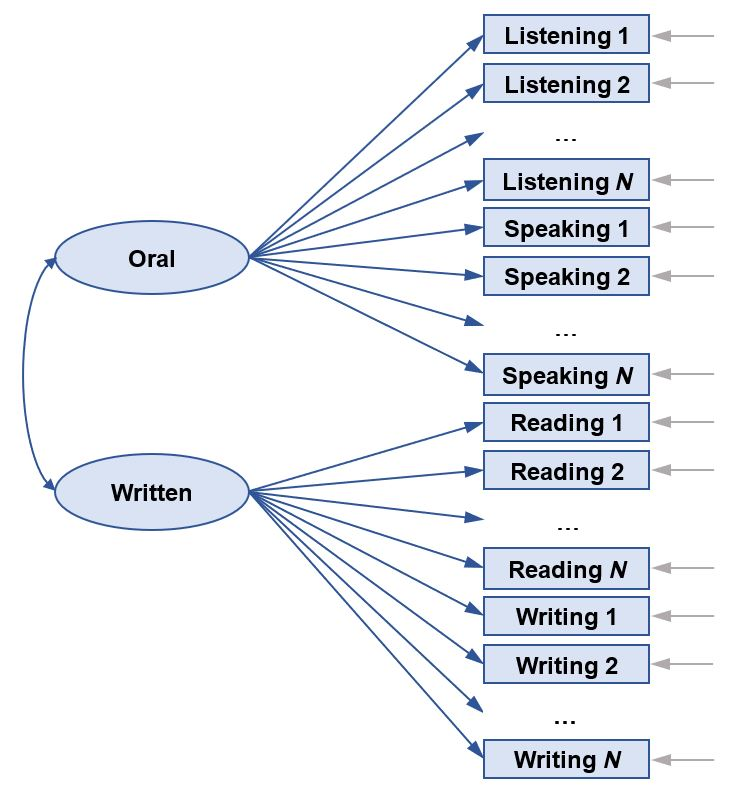 Listening 1
Listening 2
...
Listening N
Oral
Speaking 1
Speaking 2
...
Speaking N
Reading 1
Written
Reading 2
...
Reading N
Writing 1
Writing 2
...
Writing N